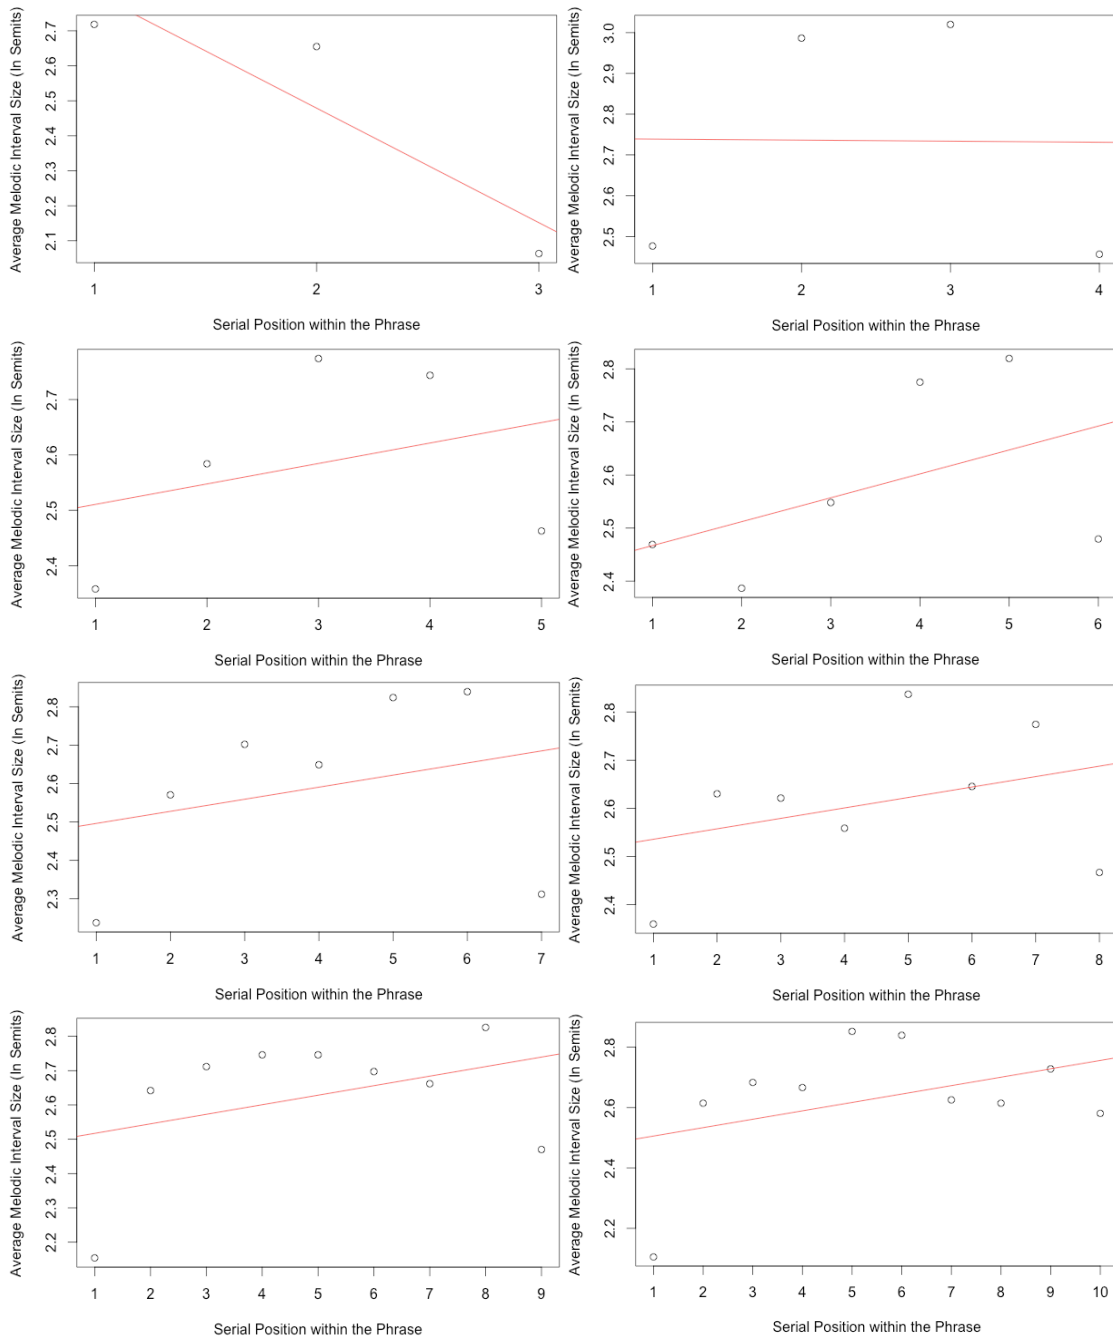 Average Melodic Interval Size (In Semits)
2.7
2.6
2.5
2.4
2.3
2.2
2.1
1 2 3
Serial Position within the Phrase
Average Melodic Interval Size (In Semits)
3.0
2.9
2.8
2.7
2.6
2.5
1 2 3 4
Serial Position within the Phrase
Average Melodic Interval Size (In Semits)
2.7
2.6
2.5
2.4
1 2 3 4 5
Serial Position within the Phrase
Average Melodic Interval Size (In Semits)
2.8
2.7
2.6
2.5
2.4
1 2 3 4 5 6
Serial Position within the Phrase
Average Melodic Interval Size (In Semits)
2.8
2.7
2.6
2.5
2.4
2.3
1 2 3 4 5 6 7
Serial Position within the Phrase
Average Melodic Interval Size (In Semits)
2.8
2.7
2.6
2.5
2.4
1 2 3 4 5 6 7 8
Serial Position within the Phrase
Average Melodic Interval Size (In Semits)
2.8
2.7
2.6
2.5
2.4
2.3
2.2
1 2 3 4 5 6 7 8 9
Serial Position within the Phrase
Average Melodic Interval Size (In Semits)
2.8
2.6
2.4
2.2
1 2 3 4 5 6 7 8 9 10
Serial Position within the Phrase